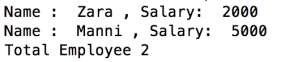 Name :  Zara , Salary:  2000
Name :  Manni , Salary:  5000
Total Employee 2